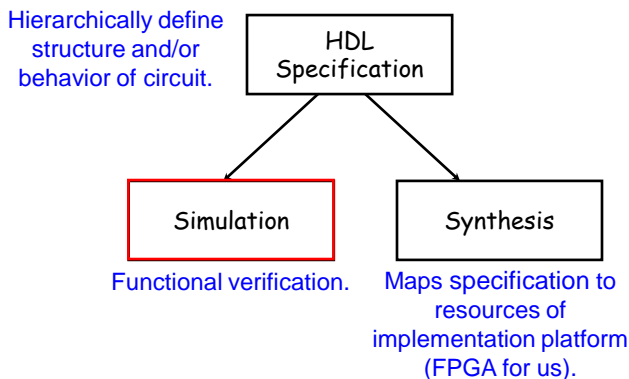 Hierarchically define
structure and/or
behavior of circuit.
HDL
Specification
Simulation
Functional verification.
Synthesis
Maps specification to
resources of
implementation platform
(FPGA for us).